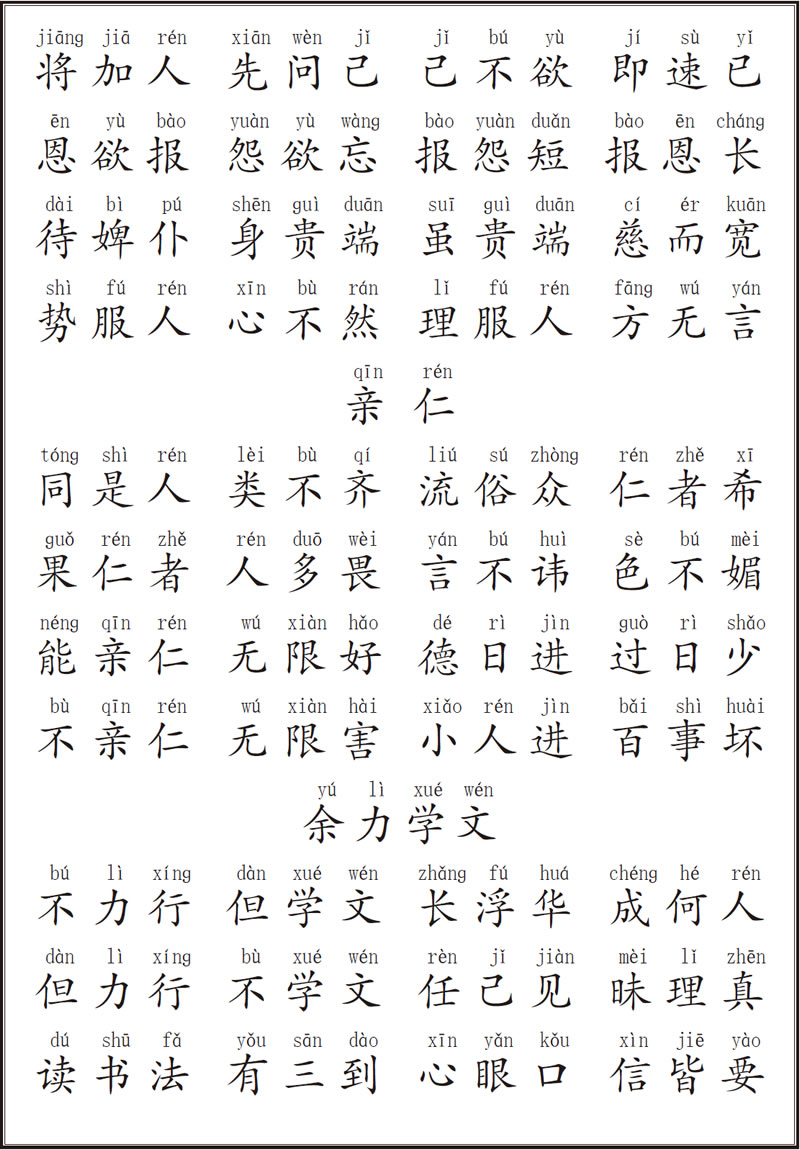 jiāng jiā rén xiān wèn jǐ jǐ bú yù jí sù yǐ
将加人 先问己 己不欲 即速已
ēn yù bào yuàn yù wàng bào yuàn duǎn bào ēn cháng
恩欲报 怨欲忘 报怨短 报恩长
dài bì pú shēn guì duān suī guì duān cí ér kuān
待婢仆 身贵端 虽贵端 慈而宽
shì fú rén xīn bù rán lǐ fú rén fāng wú yán
势服人 心不然 理服人 方无言
qīn rén
亲仁
tóng shì rén lèi bù qí liú sú zhòng rén zhě xī
同是人 类不齐 流俗众 仁者希
guǒ rén zhě rén duō wèi yán bú huì sè bú mèi
果仁者 人多畏 言不讳 色不媚
néng qīn rén wú xiàn hǎo dé rì jìn guò rì shǎo
能亲仁 无限好 德日进 过日少
bù qīn rén wú xiàn hài xiǎo rén jìn bǎi shì huài
不亲仁 无限害 小人进 百事坏
yú lì xué wén
余力学文
bú lì xíng dàn xué wén zhǎng fú huá chéng hé rén
不力行 但学文 长浮华 成何人
dàn lì xíng bù xué wén rèn jǐ jiàn mèi lǐ zhēn
但力行 不学文 任己见 昧理真
dú shū fǎ yǒu sān dào xīn yǎn kǒu xìn jiē yào
读书法 有三到 心眼口 信皆要